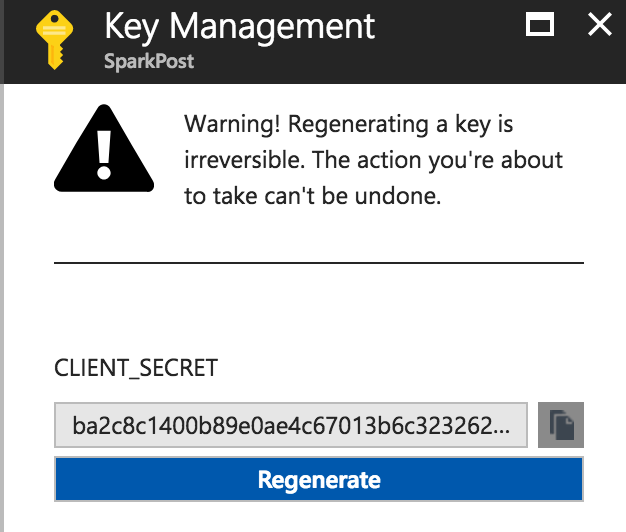 Key Management
SparkPost
Warning! Regenerating a key is
irreversible. The action you're about
to take can't be undone.
CLIENT_SECRET
ba2c8c1400b89e0ae4c67013b6c323262...
Regenerate